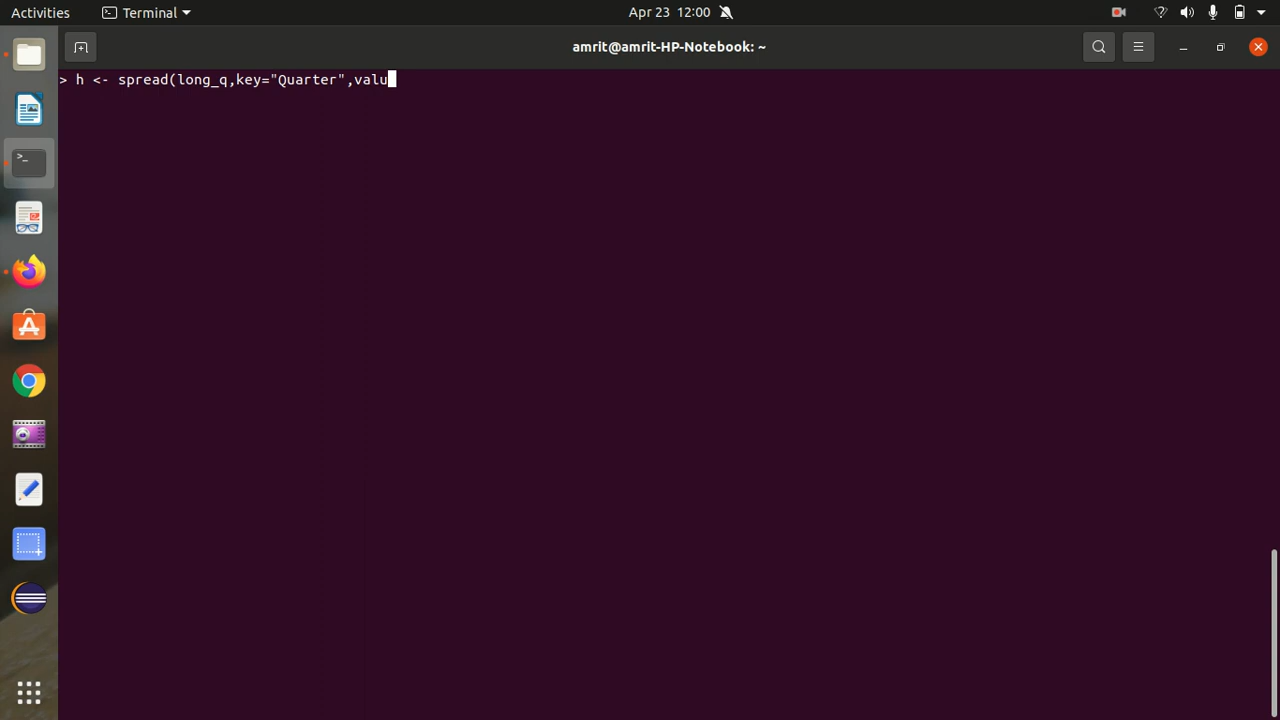 Activities Terminal Apr 23 12:00
amrit@amrit-HP-Notebook: ~
> h <- spread(long_q,key="Quarter",valu